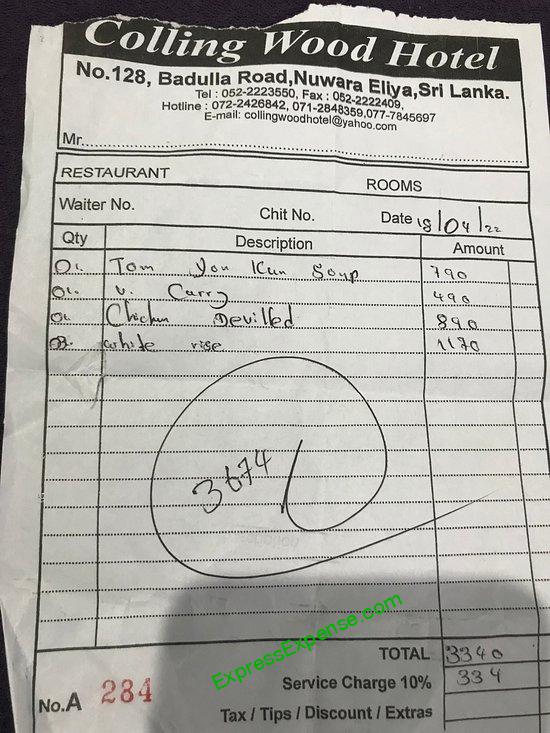 Colling Wood Hotel
No.128, Badulla Road,Nuwara Eliya,Sri Lanka.
Tel : 052-2223550, Fax : 052-2222409,
Hotline : 072-2426842, 071-2848359,077-7845697
E-mail: collingwoodhotel@yahoo.com
Mr.
RESTAURANT ROOMS
Waiter No. Chit No. Date 18/04/22
Qty Description Amount
01. Tom Yon Kun Soup 790
01. v. Curry 490
01. Chicken Devilled 890
03. white rise 1170
3674
ExpressExpense.com
TOTAL 3340
No.A 284 Service Charge 10% 334
Tax / Tips / Discount / Extras